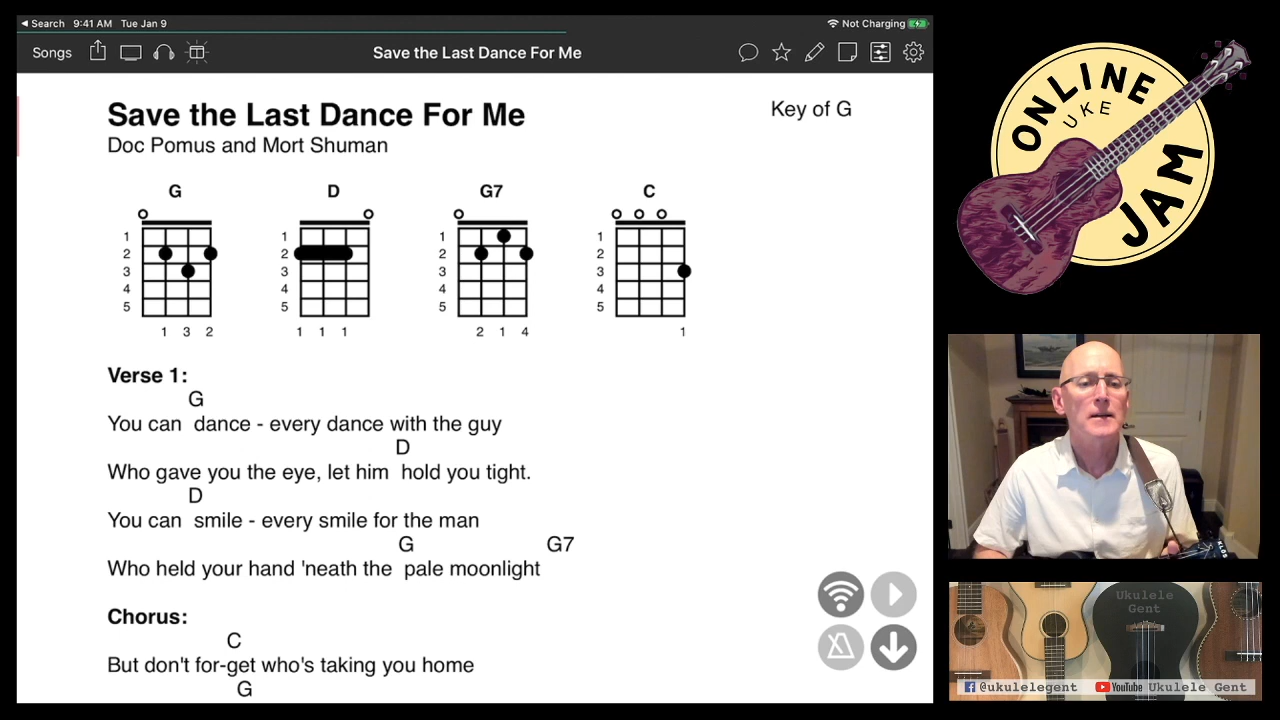 Search 9:41 AM Tue Jan 9 Not Charging
Songs Save the Last Dance For Me
Save the Last Dance For Me Key of G
Doc Pomus and Mort Shuman
G D G7 C
1 1 1 1
2 2 2 2
3 3 3 3
4 4 4 4
5 5 5 5
1 3 2 1 1 1 2 1 4 1
Verse 1:
G
You can dance - every dance with the guy
D
Who gave you the eye, let him hold you tight.
D
You can smile - every smile for the man
G G7
Who held your hand 'neath the pale moonlight
Chorus:
C
But don't for-get who's taking you home
G
ONLINE
UKE
JAM
Ukulele
Gent
@ukulelegent YouTube Ukulele Gent